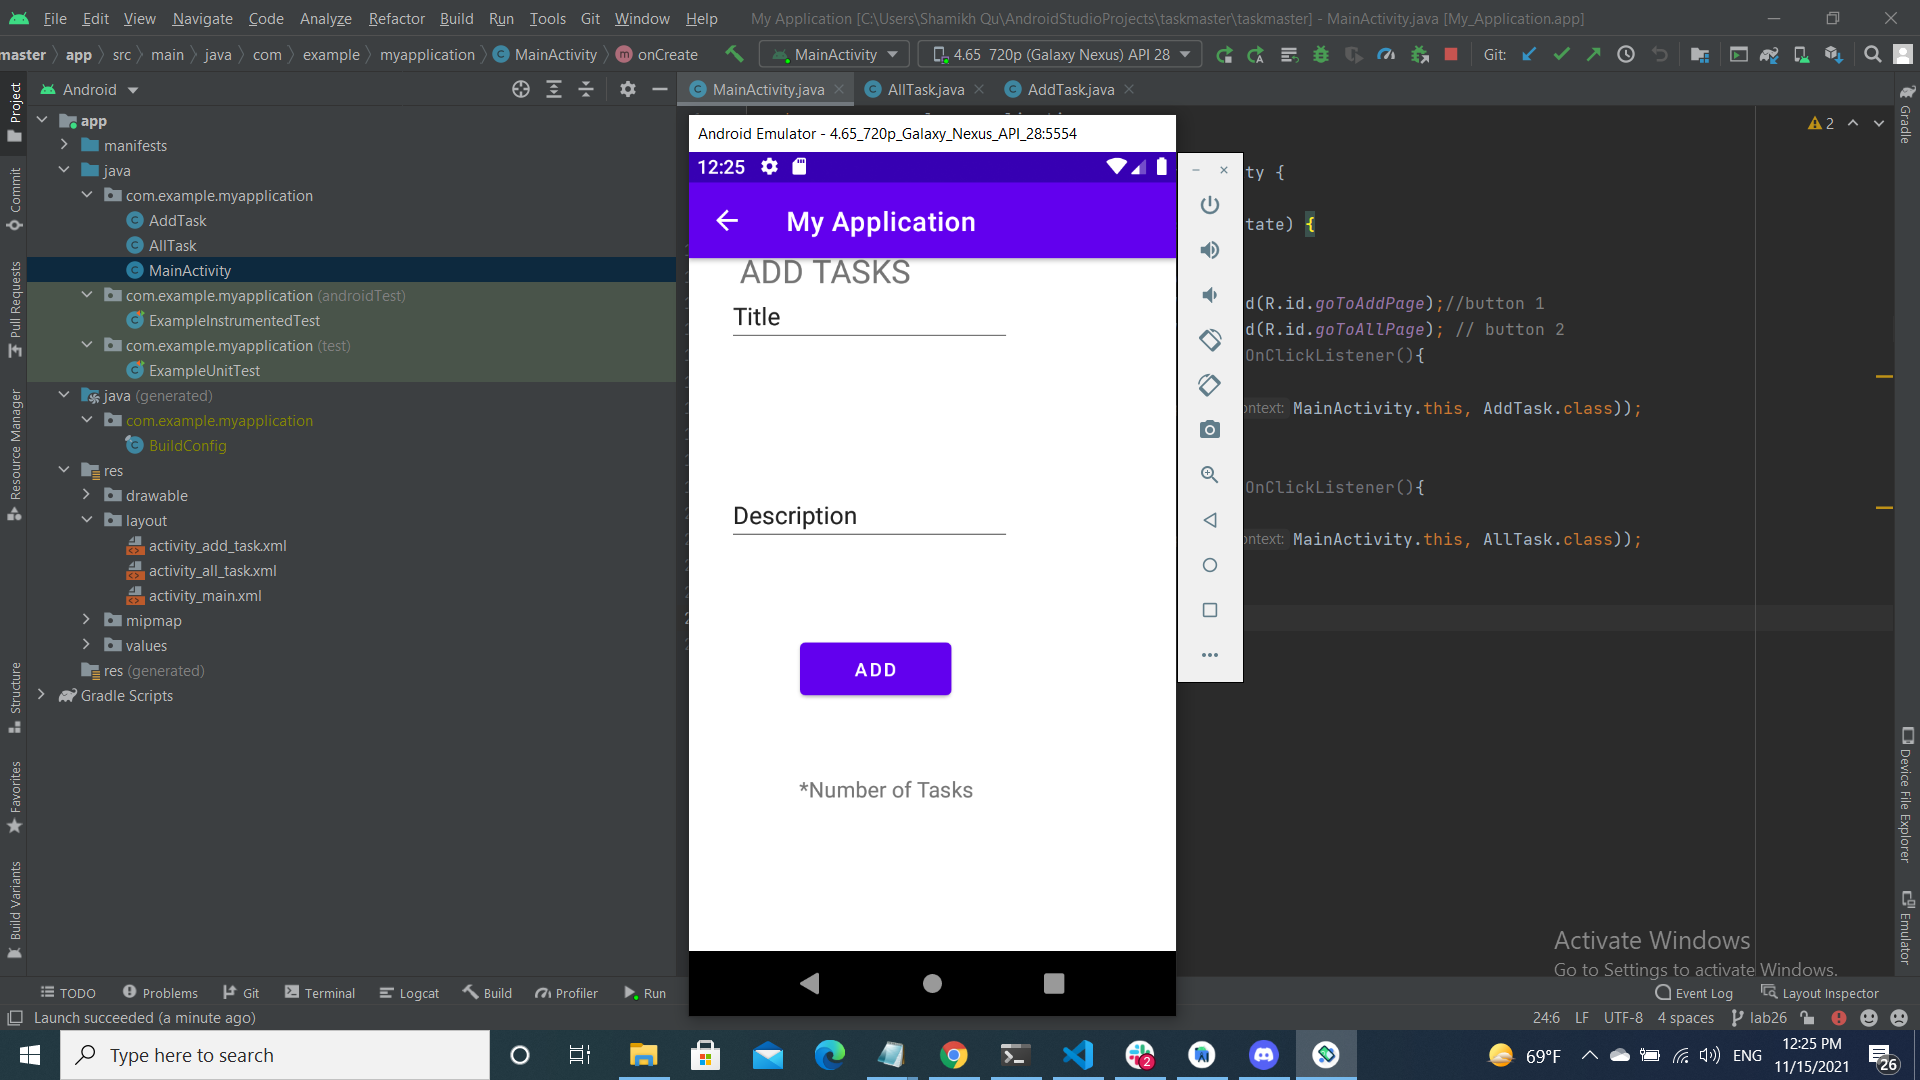 File Edit View Navigate Code Analyze Refactor Build Run Tools Git Window Help My Application [C:\Users\Shamikh Qu\AndroidStudioProjects\taskmaster\taskmaster] - MainActivity.java [My_Application.app]
master app src main java com example myapplication MainActivity onCreate MainActivity 4.65 720p (Galaxy Nexus) API 28 Git:
Android
MainActivity.java AllTask.java AddTask.java
Project
Commit
Pull Requests
Resource Manager
Structure
Favorites
Build Variants
app
manifests
java
com.example.myapplication
AddTask
AllTask
MainActivity
com.example.myapplication (androidTest)
ExampleInstrumentedTest
com.example.myapplication (test)
ExampleUnitTest
java (generated)
com.example.myapplication
BuildConfig
res
drawable
layout
activity_add_task.xml
activity_all_task.xml
activity_main.xml
mipmap
values
res (generated)
Gradle Scripts
Android Emulator - 4.65_720p_Galaxy_Nexus_API_28:5554
12:25
My Application
ADD TASKS
Title
Description
ADD
*Number of Tasks
2
ty {
tate) {
d(R.id.goToAddPage);//button 1
d(R.id.goToAllPage); // button 2
OnClickListener(){
ontext: MainActivity.this, AddTask.class));
OnClickListener(){
ontext: MainActivity.this, AllTask.class));
Gradle
Device File Explorer
Emulator
Activate Windows
Go to Settings to activate Windows.
TODO Problems Git Terminal Logcat Build Profiler Run Event Log Layout Inspector
Launch succeeded (a minute ago) 24:6 LF UTF-8 4 spaces lab26
Type here to search 2 69°F ENG 12:25 PM
11/15/2021 26